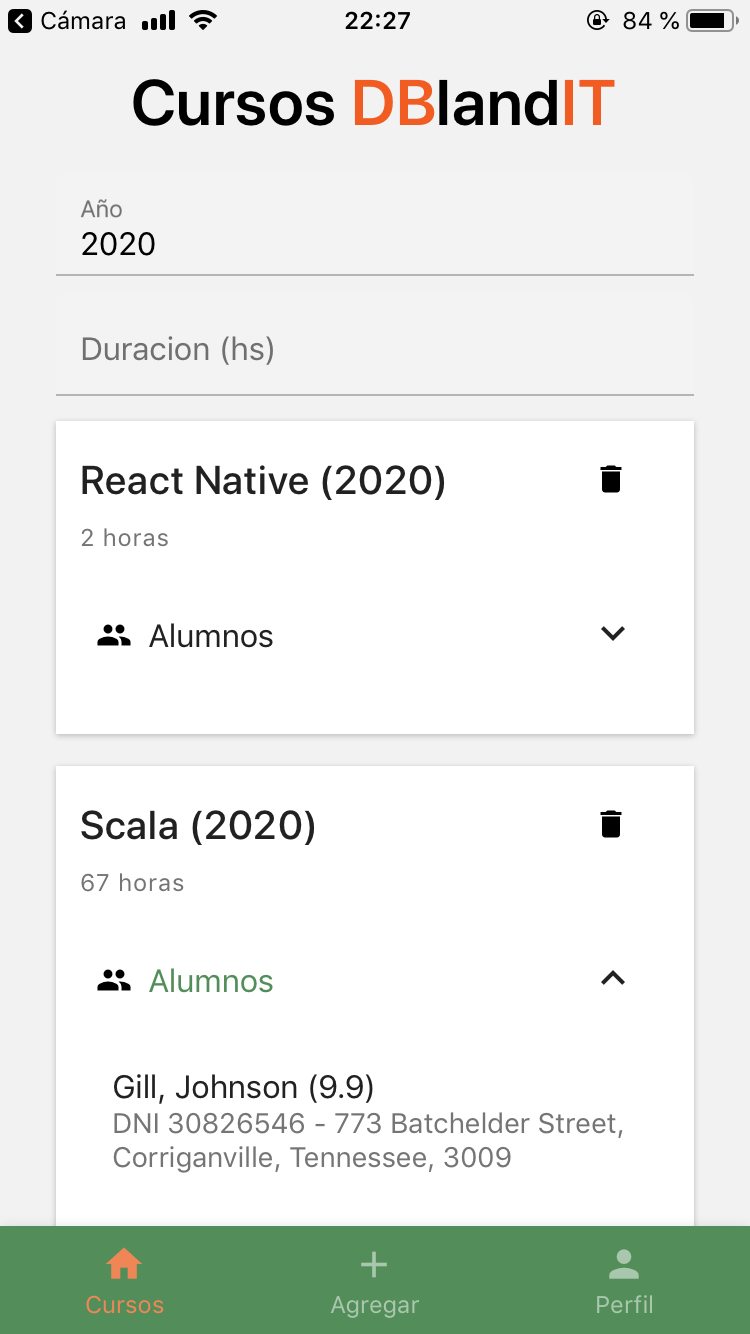 Cámara 22:27 84 %
Cursos DBlandIT
Año
2020
Duracion (hs)
React Native (2020)
2 horas
Alumnos
Scala (2020)
67 horas
Alumnos
Gill, Johnson (9.9)
DNI 30826546 - 773 Batchelder Street,
Corriganville, Tennessee, 3009
Cursos Agregar Perfil